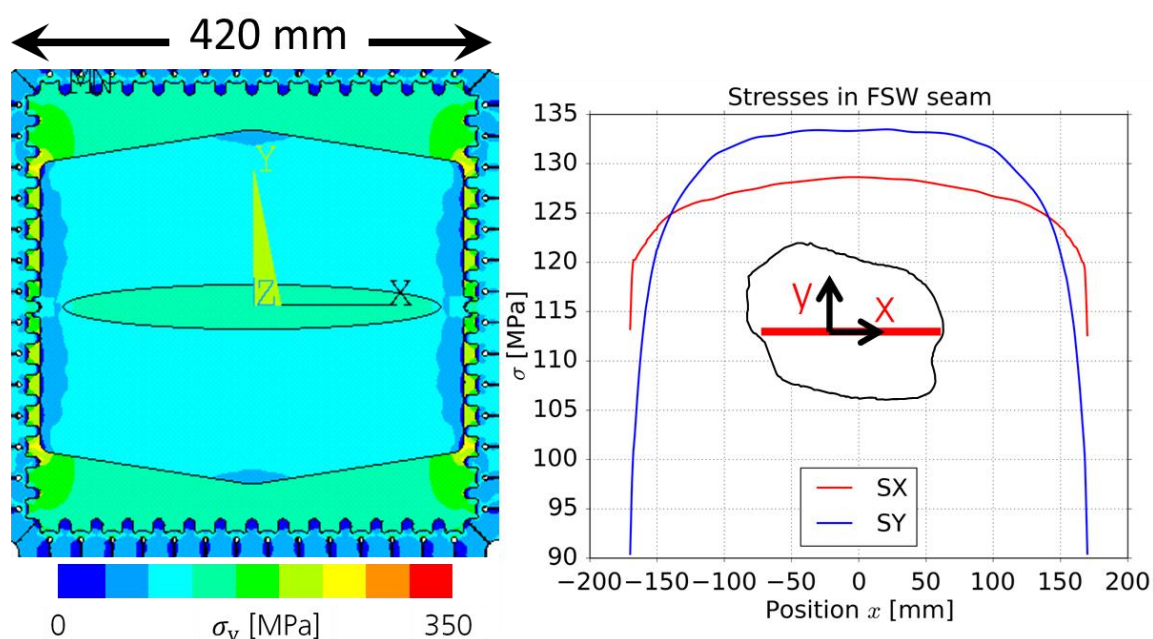 420 mm
MN
Y
Z
X
0
σv [MPa]
350
Stresses in FSW seam
135
130
125
120
115
110
105
100
95
90
σ [MPa]
y
x
SX
SY
−200 −150 −100 −50 0 50 100 150 200
Position x [mm]